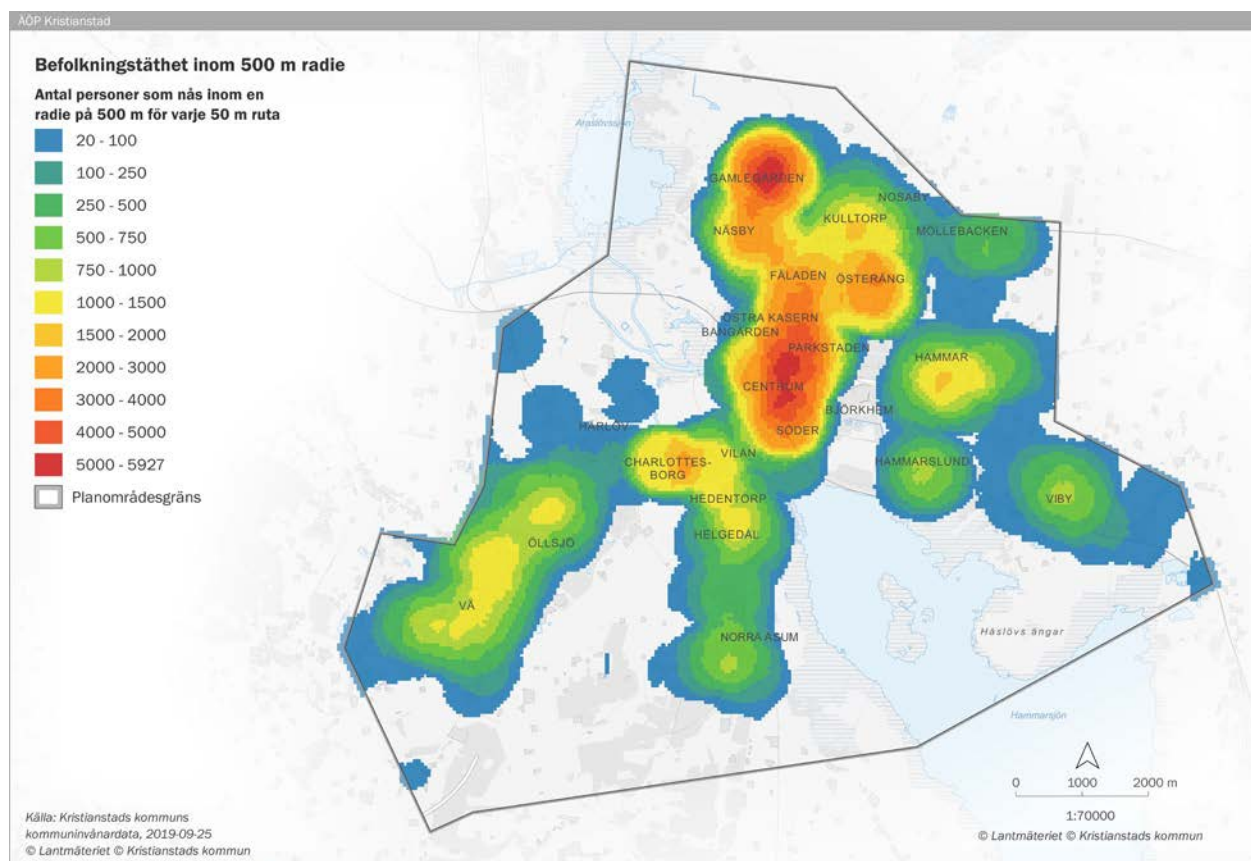 ÄÖP Kristianstad
Befolkningstäthet inom 500 m radie
Antal personer som nås inom en
radie på 500 m för varje 50 m ruta
20 - 100
100 - 250
250 - 500
500 - 750
750 - 1000
1000 - 1500
1500 - 2000
2000 - 3000
3000 - 4000
4000 - 5000
5000 - 5927
Planområdesgräns
Araslövssjön
GAMLEGÅRDEN
NOSABY
KULLTORP
NÄSBY
MÖLLEBACKEN
FÄLADEN
ÖSTERÄNG
ÖSTRA KASERN
BANGÅRDEN
PARKSTADEN
HAMMAR
CENTRUM
BJÖRKHEM
HÄRLÖV
SÖDER
VILAN
CHARLOTTES-
BORG
HAMMARSLUND
HEDENTORP
VIBY
HELGEDAL
ÖLLSJÖ
VÄ
NORRA ÅSUM
Håslövs ängar
Hammarsjön
0 1000 2000 m
1:70000
Källa: Kristianstads kommuns
kommuninvånardata, 2019-09-25
© Lantmäteriet © Kristianstads kommun
© Lantmäteriet © Kristianstads kommun